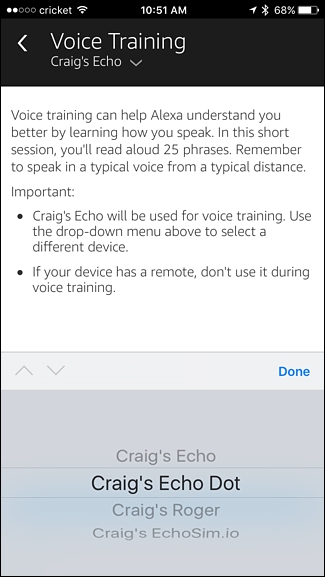 cricket 10:51 AM 68%
Voice Training
Craig's Echo
Voice training can help Alexa understand you
better by learning how you speak. In this short
session, you'll read aloud 25 phrases. Remember
to speak in a typical voice from a typical distance.
Important:
• Craig's Echo will be used for voice training. Use
the drop-down menu above to select a
different device.
• If your device has a remote, don't use it during
voice training.
Done
Craig's Echo
Craig's Echo Dot
Craig's Roger
Craig's EchoSim.io